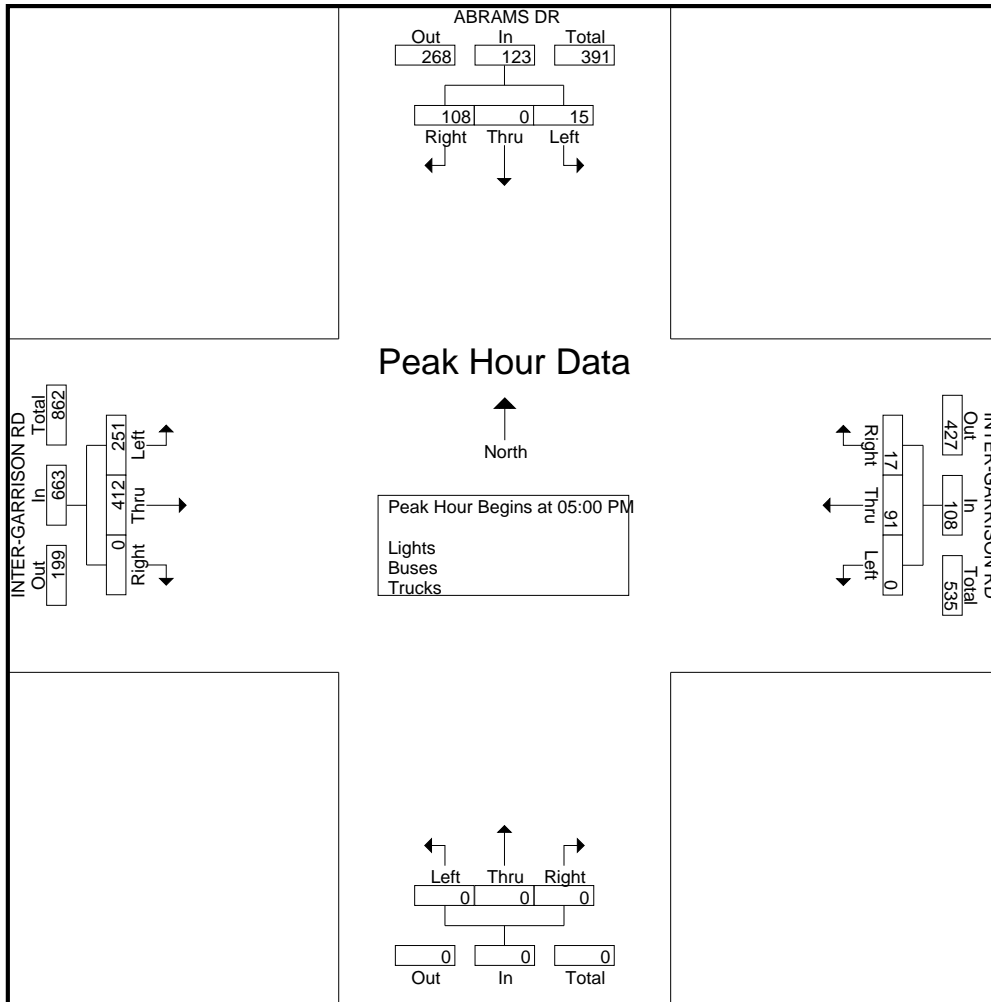 ABRAMS DR
Out In Total
268 123 391
108 0 15
Right Thru Left
Peak Hour Data
North
Peak Hour Begins at 05:00 PM
Lights
Buses
Trucks
INTER-GARRISON RD
Out In Total
199 663 862
0 412 251
Right Thru Left
INTER-GARRISON RD
Out In Total
427 108 535
17 91 0
Right Thru Left
Left Thru Right
0 0 0
0 0 0
Out In Total